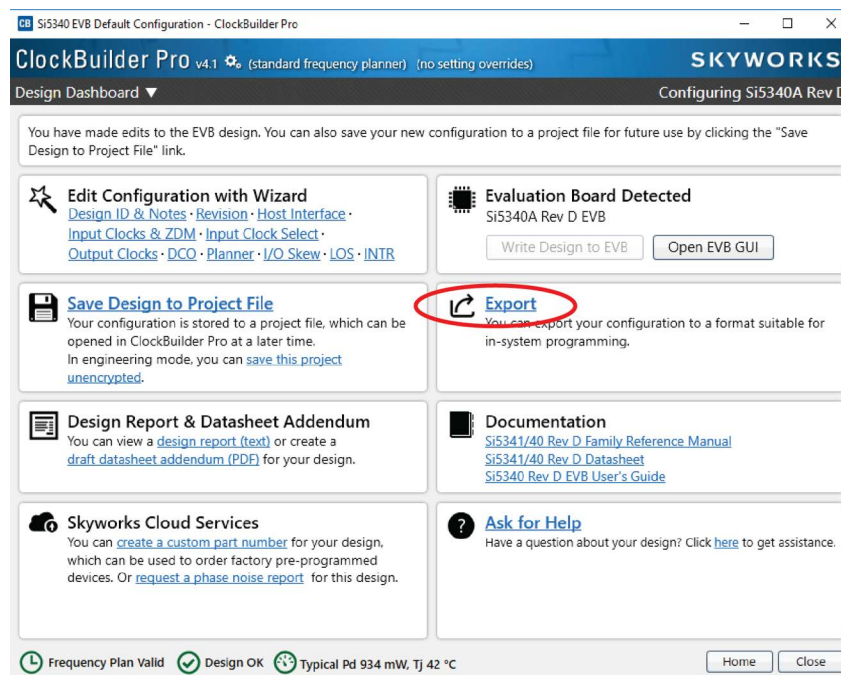 CB Si5340 EVB Default Configuration - ClockBuilder Pro
ClockBuilder Pro v4.1 (standard frequency planner) (no setting overrides)
SKYWORKS
Design Dashboard ▼
Configuring Si5340A Rev D
You have made edits to the EVB design. You can also save your new configuration to a project file for future use by clicking the "Save
Design to Project File" link.
Edit Configuration with Wizard
Design ID & Notes · Revision · Host Interface ·
Input Clocks & ZDM · Input Clock Select ·
Output Clocks · DCO · Planner · I/O Skew · LOS · INTR
Evaluation Board Detected
Si5340A Rev D EVB
Write Design to EVB
Open EVB GUI
Save Design to Project File
Your configuration is stored to a project file, which can be
opened in ClockBuilder Pro at a later time.
In engineering mode, you can save this project
unencrypted.
Export
You can export your configuration to a format suitable for
in-system programming.
Design Report & Datasheet Addendum
You can view a design report (text) or create a
draft datasheet addendum (PDF) for your design.
Documentation
Si5341/40 Rev D Family Reference Manual
Si5341/40 Rev D Datasheet
Si5340 Rev D EVB User's Guide
Skyworks Cloud Services
You can create a custom part number for your design,
which can be used to order factory pre-programmed
devices. Or request a phase noise report for this design.
Ask for Help
Have a question about your design? Click here to get assistance.
Frequency Plan Valid
Design OK
Typical Pd 934 mW, Tj 42 °C
Home
Close